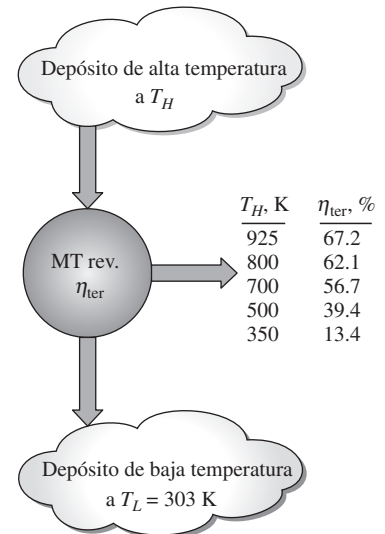 Depósito de alta temperatura
a T_H
MT rev.
η_ter
T_H, K η_ter, %
925 67.2
800 62.1
700 56.7
500 39.4
350 13.4
Depósito de baja temperatura
a T_L = 303 K